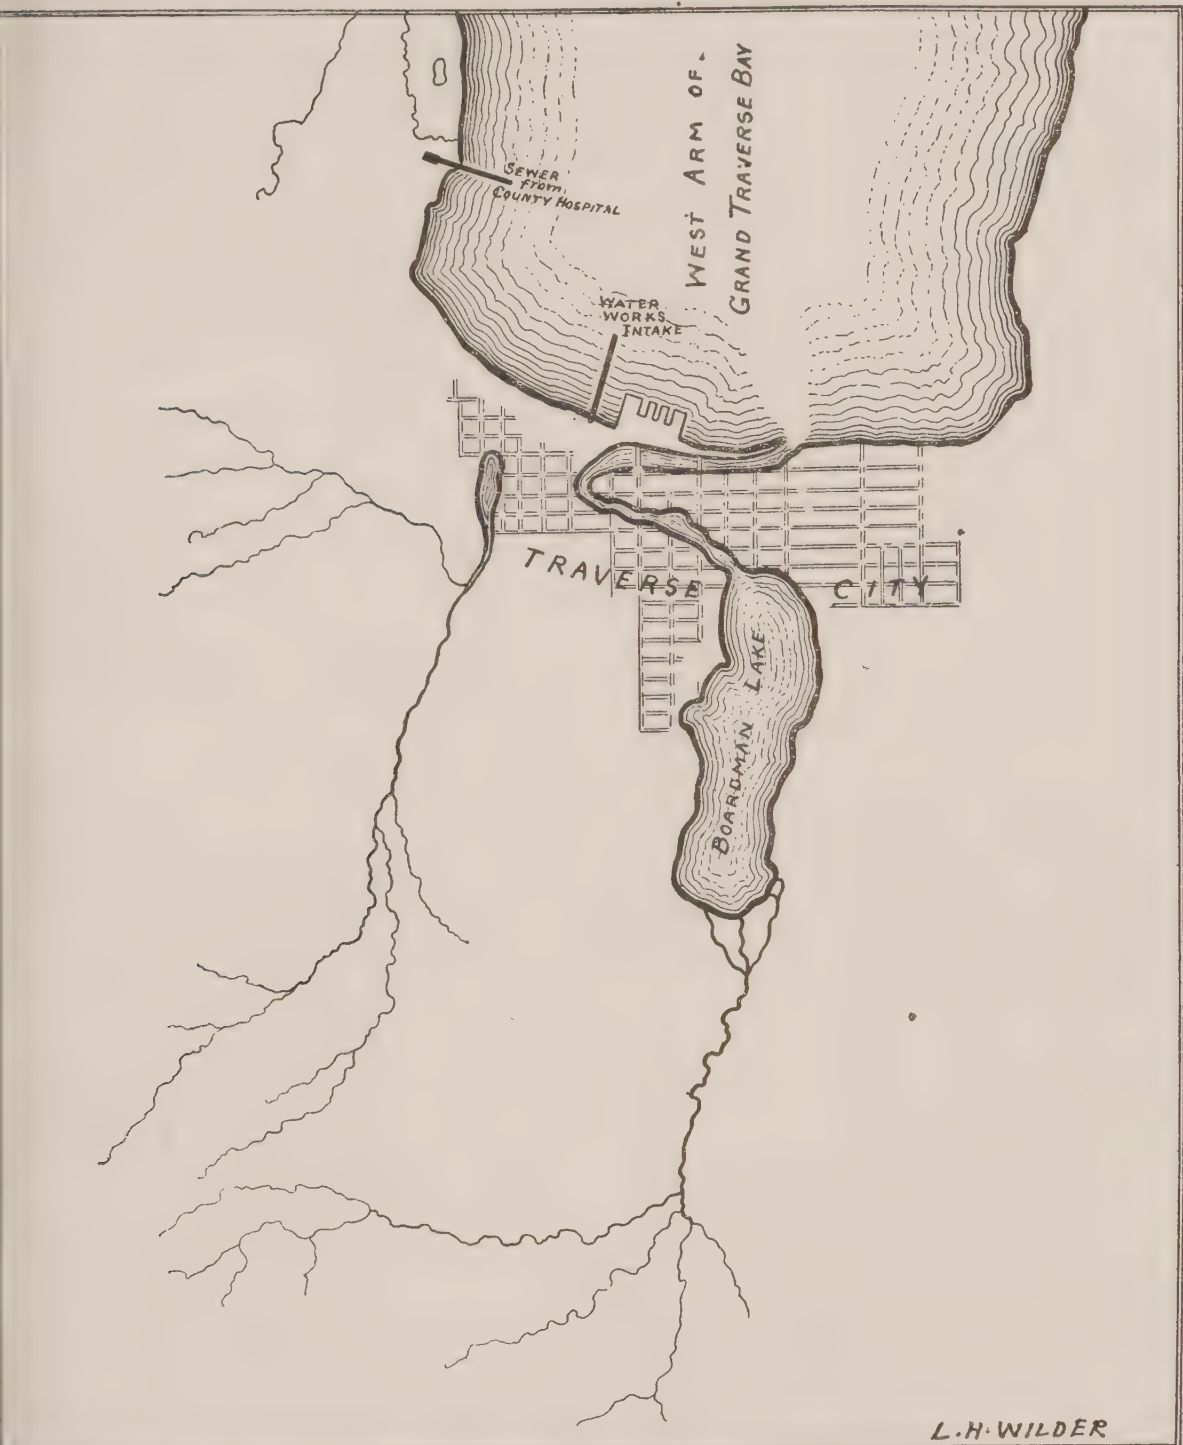 WEST ARM OF.
GRAND TRAVERSE BAY
SEWER
from
COUNTY HOSPITAL
WATER
WORKS
INTAKE
TRAVERSE CITY
BOARDMAN LAKE
L.H.WILDER